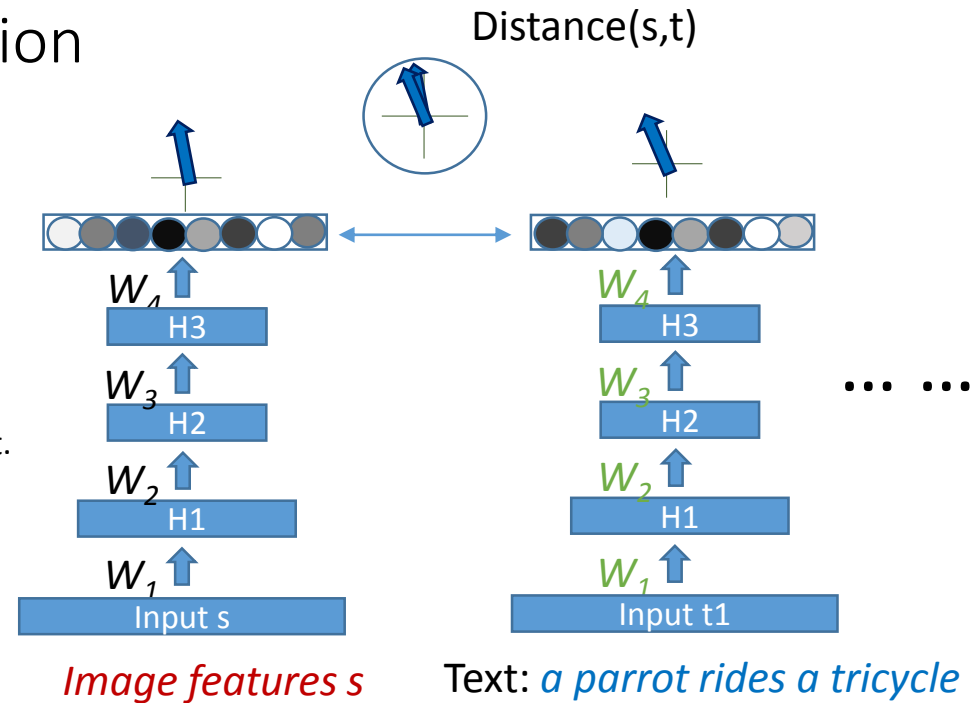 ion
Distance(s,t)
W4
H3
W3
H2
t.
W2
H1
W1
Input s
Image features s
W4
H3
W3
H2
W2
H1
W1
Input t1
Text: a parrot rides a tricycle
... ...